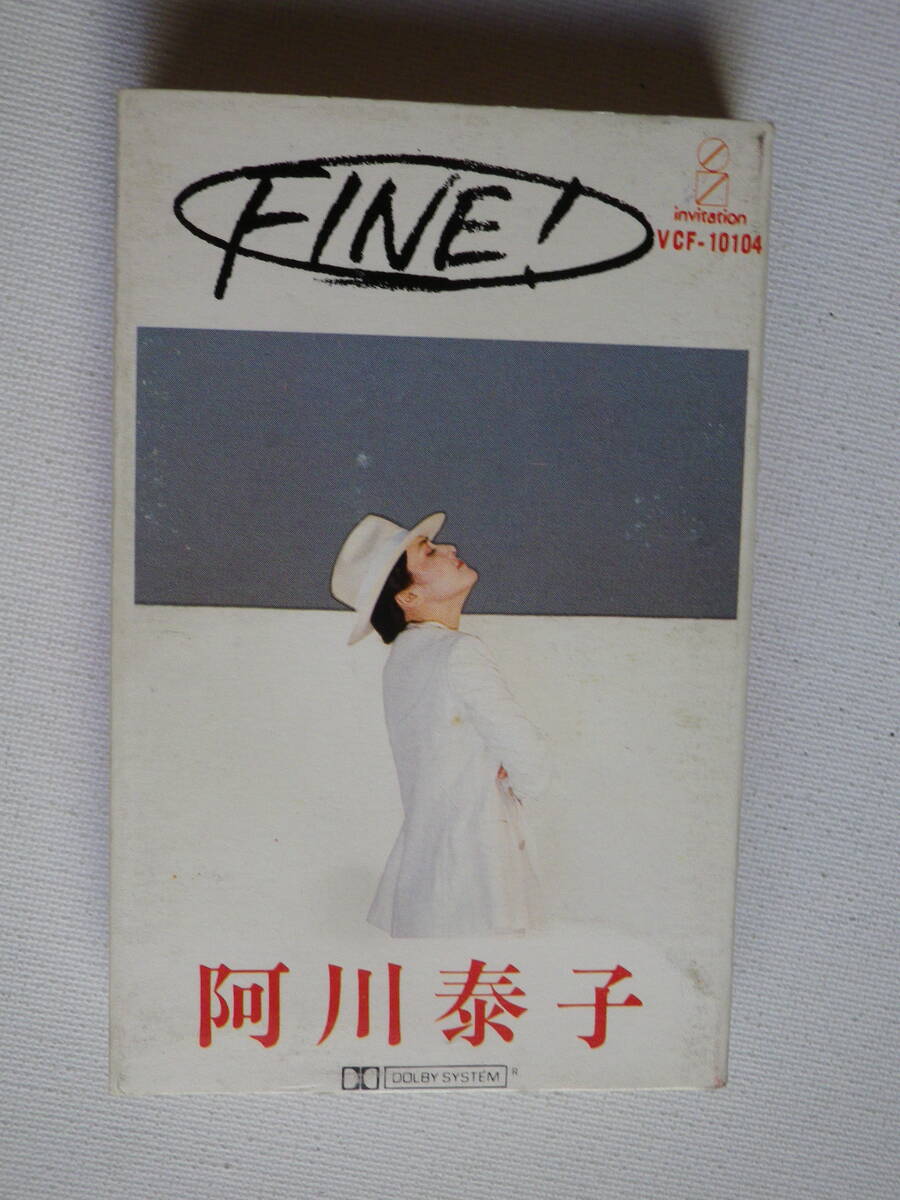 FINE!
invitation
VCF-10104
阿川泰子
DOLBY SYSTEM ®